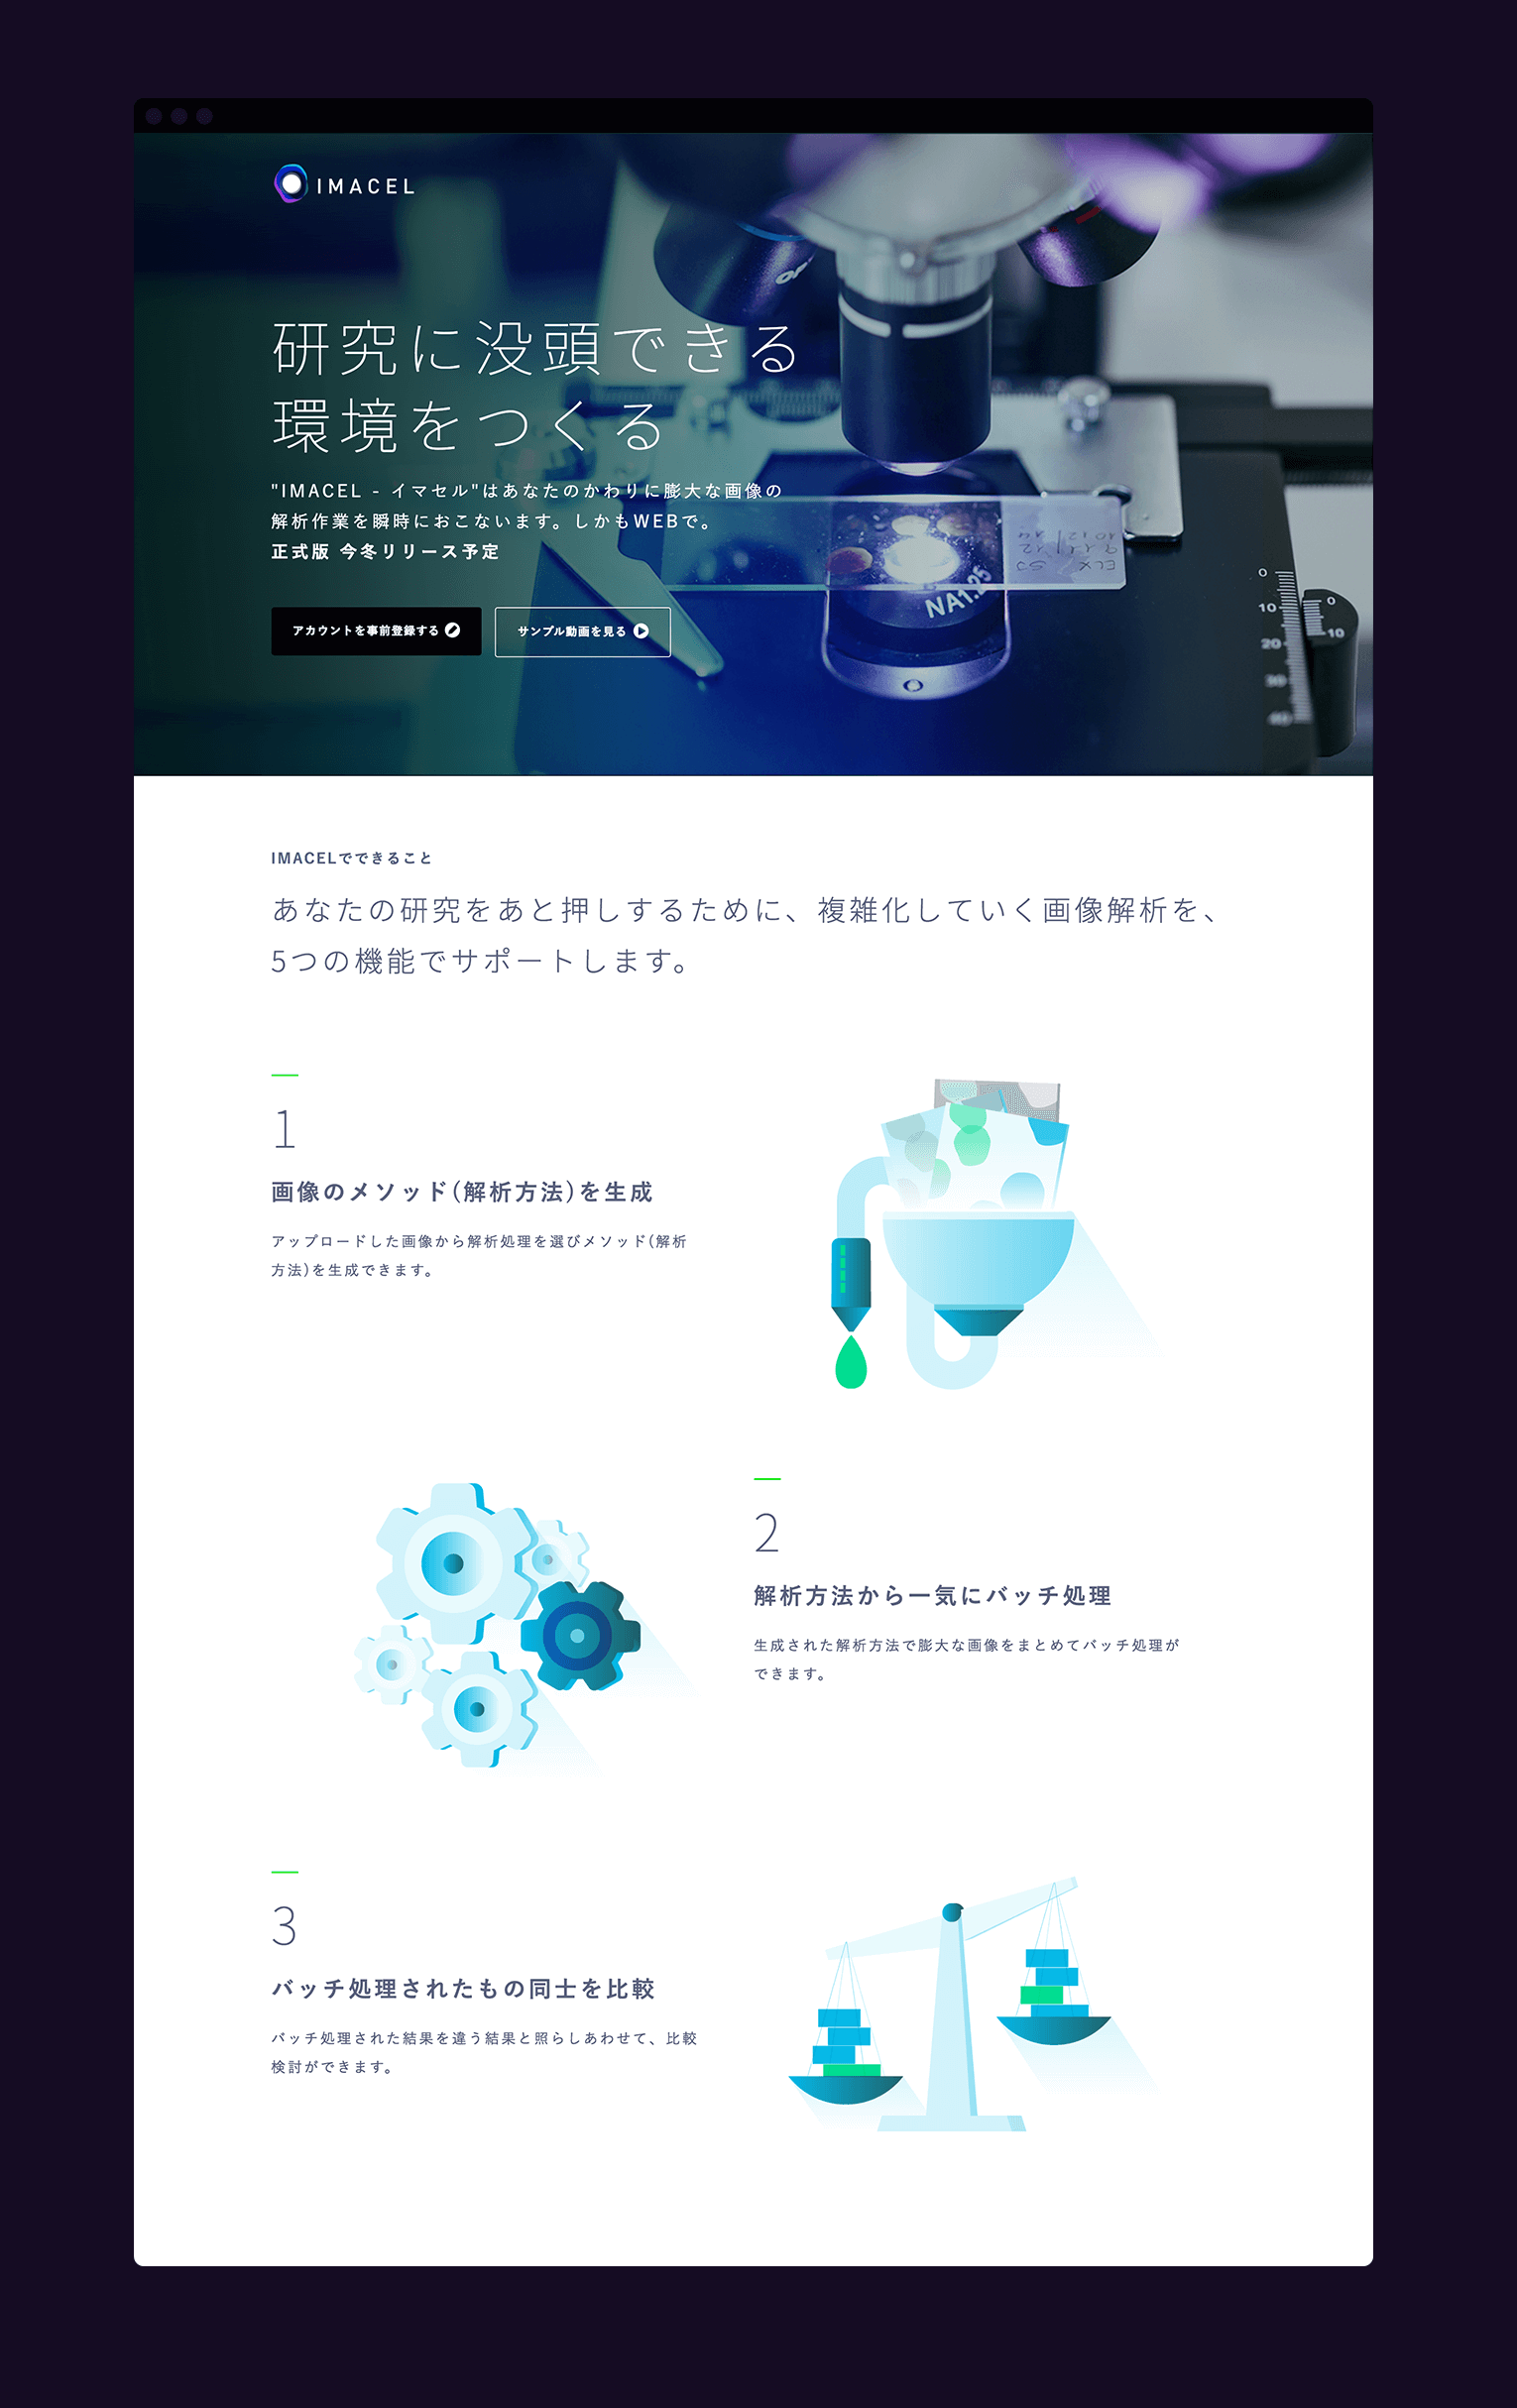 IMACEL
研究に没頭できる
環境をつくる
"IMACEL - イマセル"はあなたのかわりに膨大な画像の
解析作業を瞬時におこないます。しかもWEBで。
正式版 今冬リリース予定
アカウントを事前登録する
サンプル動画を見る
NA1.25
0
10
20
30
40
0
10
IMACELでできること
あなたの研究をあと押しするために、複雑化していく画像解析を、
5つの機能でサポートします。
1
画像のメソッド(解析方法)を生成
アップロードした画像から解析処理を選びメソッド(解析
方法)を生成できます。
2
解析方法から一気にバッチ処理
生成された解析方法で膨大な画像をまとめてバッチ処理が
できます。
3
バッチ処理されたもの同士を比較
バッチ処理された結果を違う結果と照らしあわせて、比較
検討ができます。